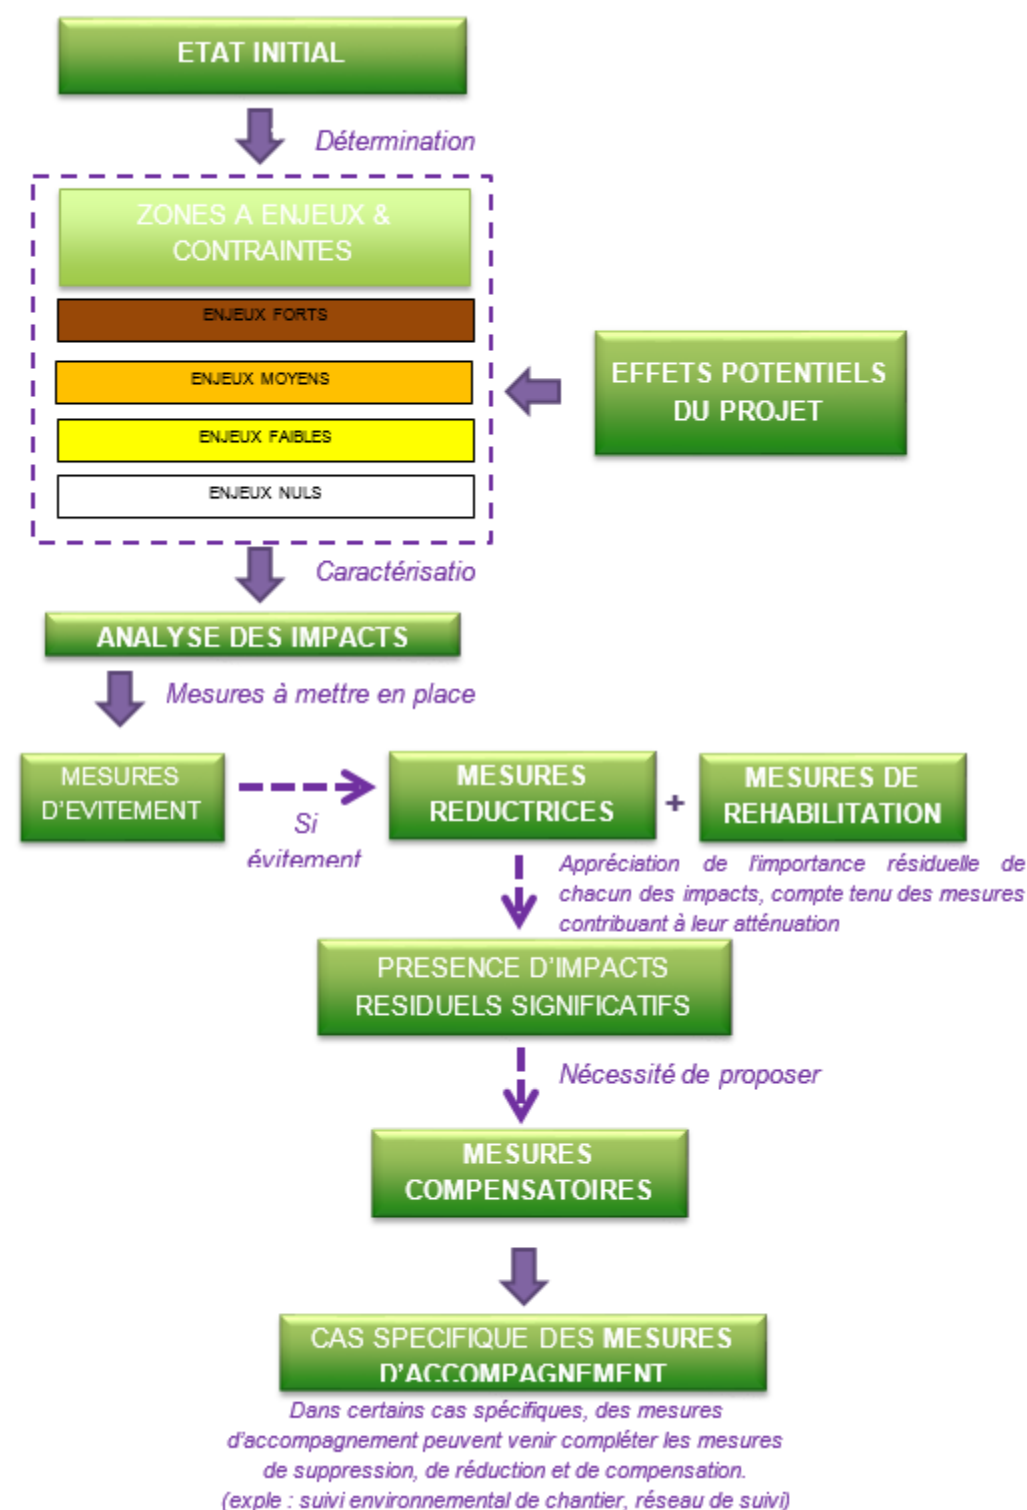 ETAT INITIAL
Détermination
ZONES A ENJEUX &
CONTRAINTES
ENJEUX FORTS
ENJEUX MOYENS
ENJEUX FAIBLES
ENJEUX NULS
EFFETS POTENTIELS
DU PROJET
Caractérisatio
ANALYSE DES IMPACTS
Mesures à mettre en place
MESURES
D'EVITEMENT
Si
évitement
MESURES
REDUCTRICES
+
MESURES DE
REHABILITATION
Appréciation de l'importance résiduelle de
chacun des impacts, compte tenu des mesures
contribuant à leur atténuation
PRESENCE D'IMPACTS
RESIDUELS SIGNIFICATIFS
Nécessité de proposer
MESURES
COMPENSATOIRES
CAS SPECIFIQUE DES MESURES
D'ACCOMPAGNEMENT
Dans certains cas spécifiques, des mesures
d'accompagnement peuvent venir compléter les mesures
de suppression, de réduction et de compensation.
(exple : suivi environnemental de chantier, réseau de suivi)